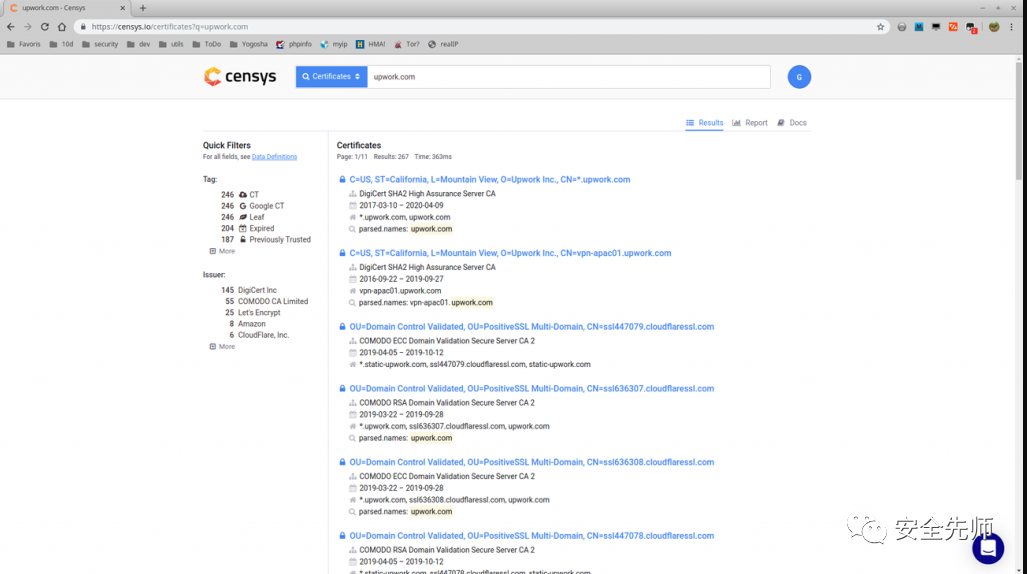 upwork.com - Censys
https://censys.io/certificates?q=upwork.com
Favoris 10d security dev utils ToDo Yogosha phpinfo myip HMAI Tor? realIP
censys
Certificates
upwork.com
G
Results Report Docs
Quick Filters
For all fields, see Data Definitions
Tag:
246 CT
246 Google CT
246 Leaf
204 Expired
187 Previously Trusted
More
Issuer:
145 DigiCert Inc
55 COMODO CA Limited
25 Let's Encrypt
8 Amazon
6 CloudFlare, Inc.
More
Certificates
Page: 1/11 Results: 267 Time: 363ms
C=US, ST=California, L=Mountain View, O=Upwork Inc., CN=*.upwork.com
DigiCert SHA2 High Assurance Server CA
2017-03-10 – 2020-04-09
*.upwork.com, upwork.com
parsed.names: upwork.com
C=US, ST=California, L=Mountain View, O=Upwork Inc., CN=vpn-apac01.upwork.com
DigiCert SHA2 High Assurance Server CA
2016-09-22 – 2019-09-27
vpn-apac01.upwork.com
parsed.names: vpn-apac01.upwork.com
OU=Domain Control Validated, OU=PositiveSSL Multi-Domain, CN=ssl447079.cloudflaressl.com
COMODO ECC Domain Validation Secure Server CA 2
2019-04-05 – 2019-10-12
*.static-upwork.com, ssl447079.cloudflaressl.com, static-upwork.com
OU=Domain Control Validated, OU=PositiveSSL Multi-Domain, CN=ssl636307.cloudflaressl.com
COMODO RSA Domain Validation Secure Server CA 2
2019-03-22 – 2019-09-28
*.upwork.com, ssl636307.cloudflaressl.com, upwork.com
parsed.names: upwork.com
OU=Domain Control Validated, OU=PositiveSSL Multi-Domain, CN=ssl636308.cloudflaressl.com
COMODO ECC Domain Validation Secure Server CA 2
2019-03-22 – 2019-09-28
*.upwork.com, ssl636308.cloudflaressl.com, upwork.com
parsed.names: upwork.com
OU=Domain Control Validated, OU=PositiveSSL Multi-Domain, CN=ssl447078.cloudflaressl.com
COMODO RSA Domain Validation Secure Server CA 2
2019-04-05 – 2019-10-12
*.static-upwork.com, ssl447078.cloudflaressl.com, static-upwork.com
安全先师